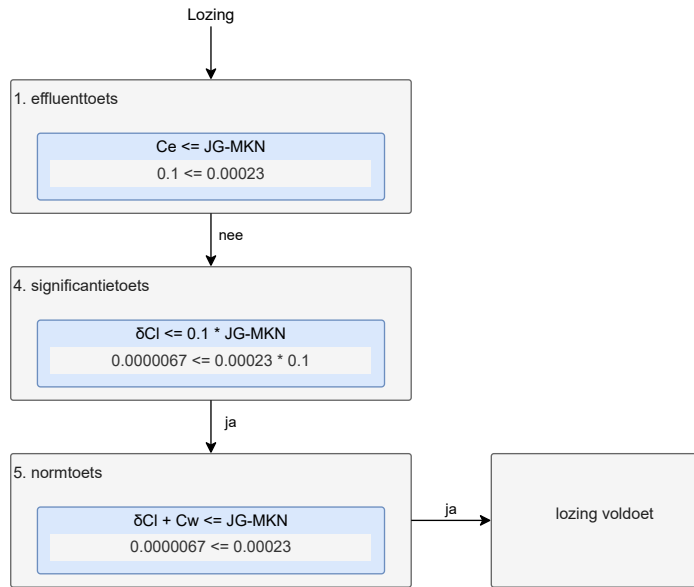 Lozing
1. effluenttoets
Ce <= JG-MKN
0.1 <= 0.00023
nee
4. significantietoets
δCl <= 0.1 * JG-MKN
0.0000067 <= 0.00023 * 0.1
ja
5. normtoets
δCl + Cw <= JG-MKN
0.0000067 <= 0.00023
ja
lozing voldoet